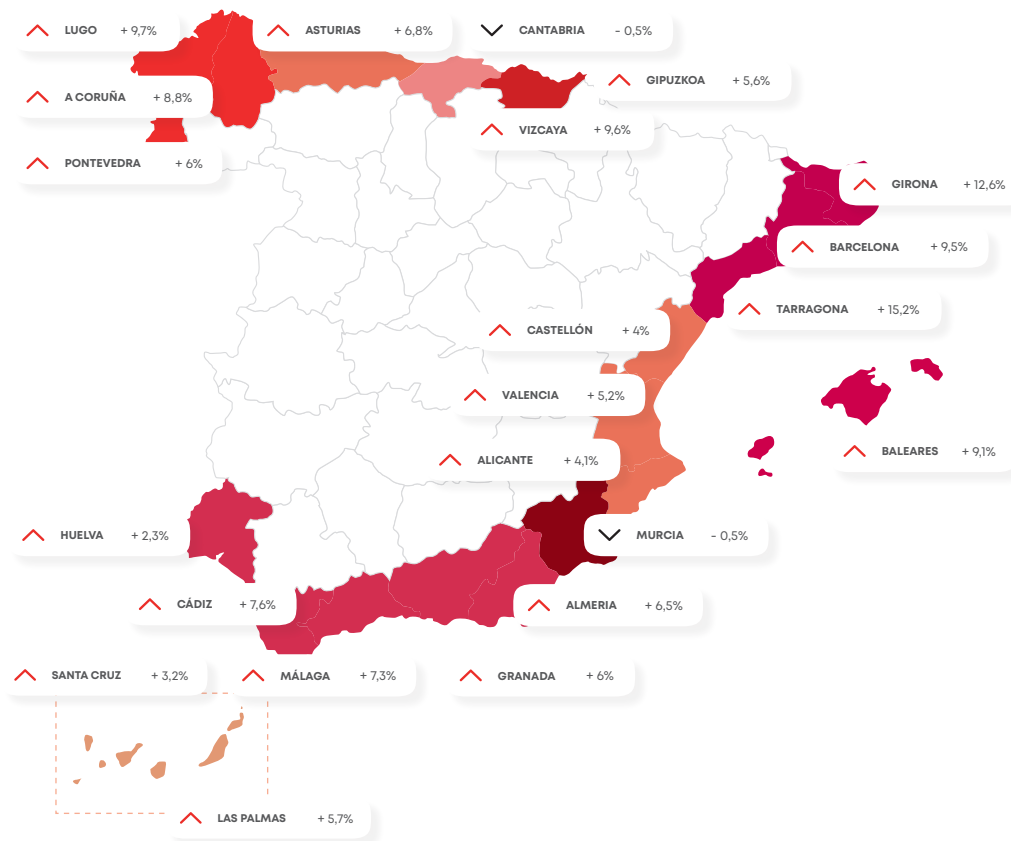 LUGO + 9,7%
ASTURIAS + 6,8%
CANTABRIA - 0,5%
GIPUZKOA + 5,6%
A CORUÑA + 8,8%
VIZCAYA + 9,6%
PONTEVEDRA + 6%
GIRONA + 12,6%
BARCELONA + 9,5%
TARRAGONA + 15,2%
CASTELLÓN + 4%
VALENCIA + 5,2%
BALEARES + 9,1%
ALICANTE + 4,1%
HUELVA + 2,3%
MURCIA - 0,5%
CÁDIZ + 7,6%
ALMERIA + 6,5%
SANTA CRUZ + 3,2%
MÁLAGA + 7,3%
GRANADA + 6%
LAS PALMAS + 5,7%